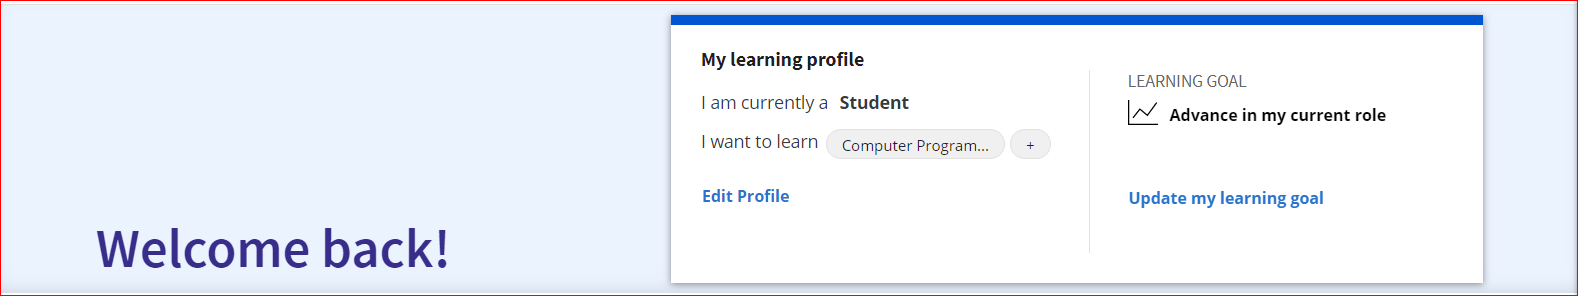 Welcome back!
My learning profile
I am currently a Student
I want to learn Computer Program... +
Edit Profile
LEARNING GOAL
Advance in my current role
Update my learning goal